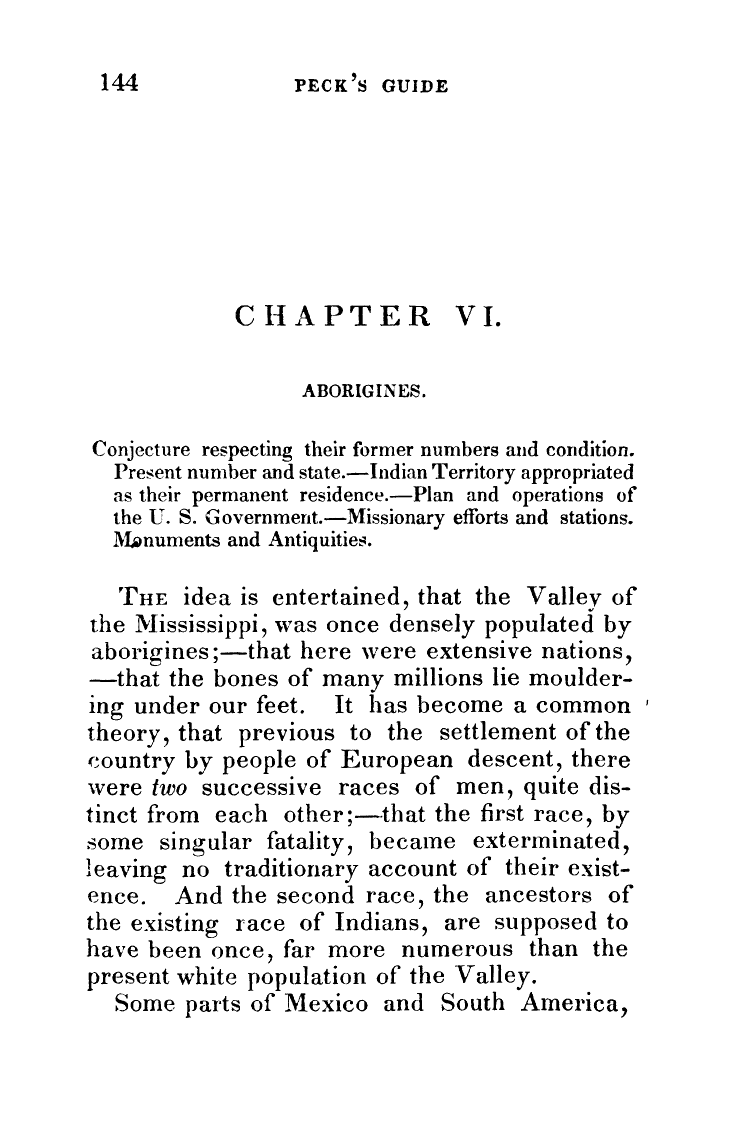 144 PECK'S GUIDE
CHAPTER VI.
ABORIGINES.
Conjecture respecting their former numbers and condition.
Present number and state.—Indian Territory appropriated
as their permanent residence.—Plan and operations of
the U. S. Government.—Missionary efforts and stations.
Monuments and Antiquities.
THE idea is entertained, that the Valley of
the Mississippi, was once densely populated by
aborigines;—that here were extensive nations,
—that the bones of many millions lie moulder-
ing under our feet. It has become a common
theory, that previous to the settlement of the
country by people of European descent, there
were two successive races of men, quite dis-
tinct from each other;—that the first race, by
some singular fatality, became exterminated,
leaving no traditionary account of their exist-
ence. And the second race, the ancestors of
the existing race of Indians, are supposed to
have been once, far more numerous than the
present white population of the Valley.
Some parts of Mexico and South America,